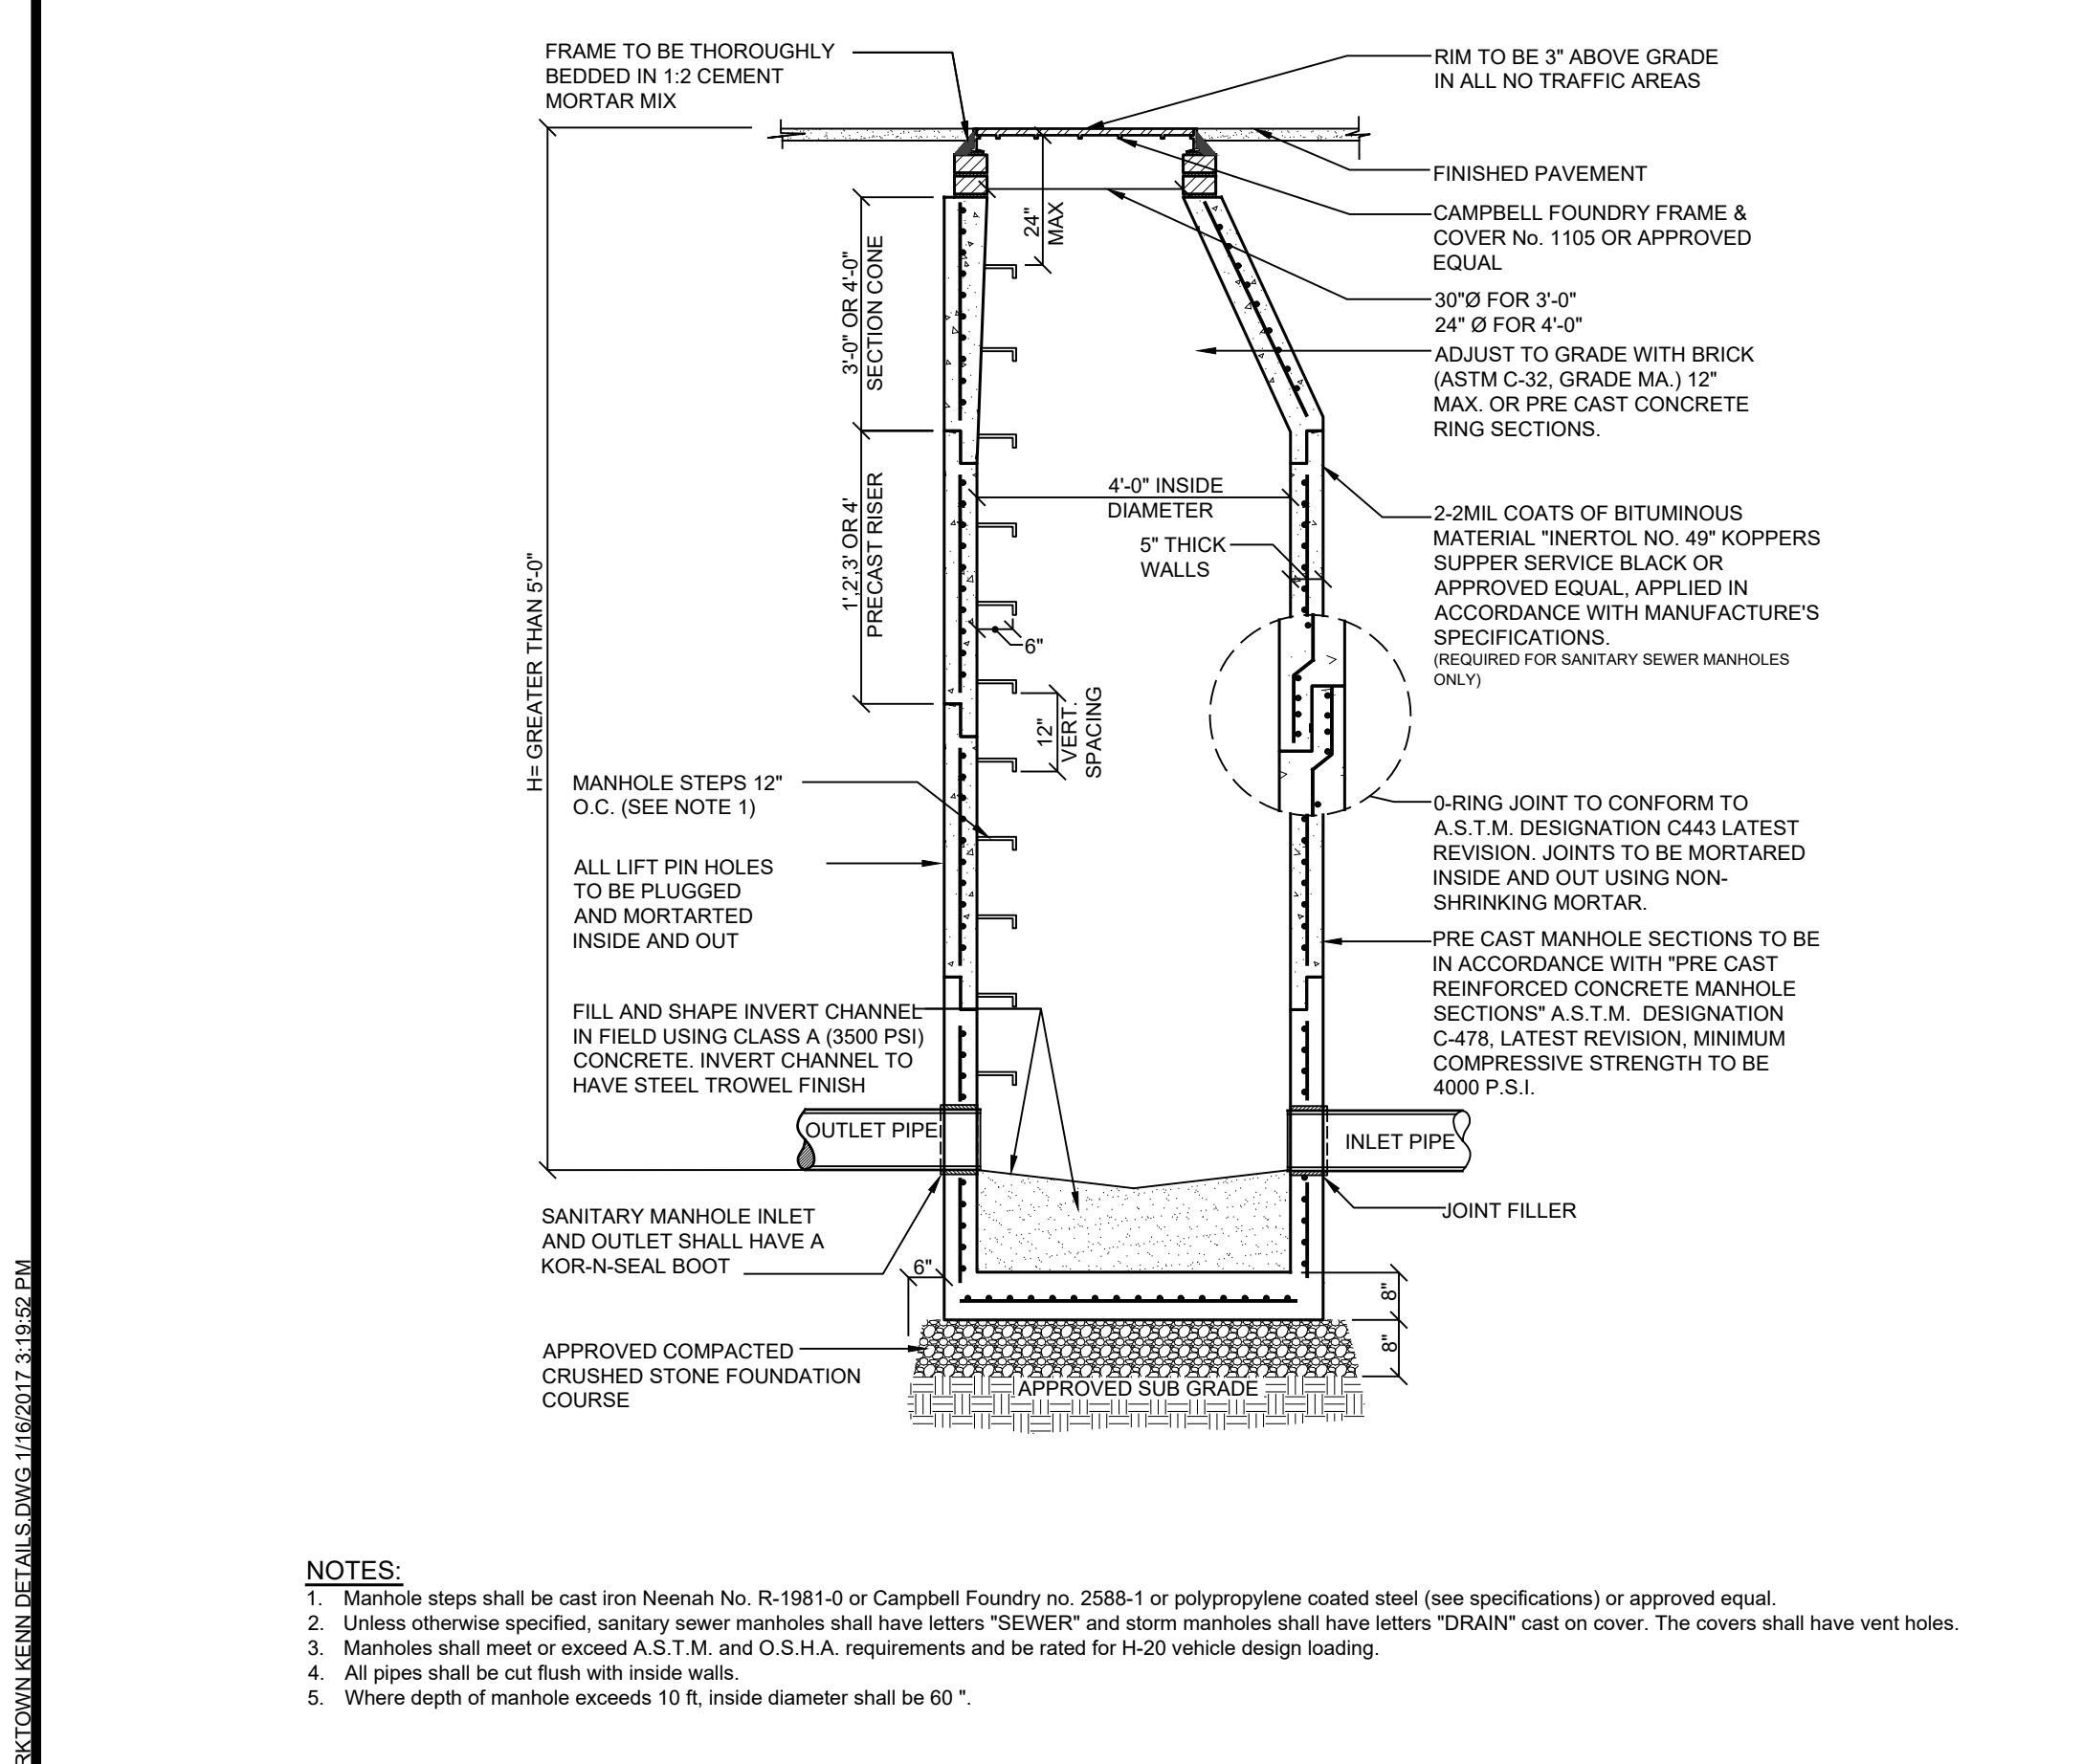 FRAME TO BE THOROUGHLY
BEDDED IN 1:2 CEMENT
MORTAR MIX
RIM TO BE 3" ABOVE GRADE
IN ALL NO TRAFFIC AREAS
FINISHED PAVEMENT
CAMPBELL FOUNDRY FRAME &
COVER No. 1105 OR APPROVED
EQUAL
30"Ø FOR 3'-0"
24" Ø FOR 4'-0"
ADJUST TO GRADE WITH BRICK
(ASTM C-32, GRADE MA.) 12"
MAX. OR PRE CAST CONCRETE
RING SECTIONS.
24"
MAX
3'-0" OR 4'-0"
SECTION CONE
1',2',3' OR 4'
PRECAST RISER
H= GREATER THAN 5'-0"
4'-0" INSIDE
DIAMETER
5" THICK
WALLS
6"
12"
VERT.
SPACING
2-2MIL COATS OF BITUMINOUS
MATERIAL "INERTOL NO. 49" KOPPERS
SUPPER SERVICE BLACK OR
APPROVED EQUAL, APPLIED IN
ACCORDANCE WITH MANUFACTURE'S
SPECIFICATIONS.
(REQUIRED FOR SANITARY SEWER MANHOLES
ONLY)
MANHOLE STEPS 12"
O.C. (SEE NOTE 1)
ALL LIFT PIN HOLES
TO BE PLUGGED
AND MORTARTED
INSIDE AND OUT
0-RING JOINT TO CONFORM TO
A.S.T.M. DESIGNATION C443 LATEST
REVISION. JOINTS TO BE MORTARED
INSIDE AND OUT USING NON-
SHRINKING MORTAR.
PRE CAST MANHOLE SECTIONS TO BE
IN ACCORDANCE WITH "PRE CAST
REINFORCED CONCRETE MANHOLE
SECTIONS" A.S.T.M. DESIGNATION
C-478, LATEST REVISION, MINIMUM
COMPRESSIVE STRENGTH TO BE
4000 P.S.I.
FILL AND SHAPE INVERT CHANNEL
IN FIELD USING CLASS A (3500 PSI)
CONCRETE. INVERT CHANNEL TO
HAVE STEEL TROWEL FINISH
OUTLET PIPE
INLET PIPE
SANITARY MANHOLE INLET
AND OUTLET SHALL HAVE A
KOR-N-SEAL BOOT
JOINT FILLER
6"
8"
8"
APPROVED COMPACTED
CRUSHED STONE FOUNDATION
COURSE
APPROVED SUB GRADE
NOTES:
1. Manhole steps shall be cast iron Neenah No. R-1981-0 or Campbell Foundry no. 2588-1 or polypropylene coated steel (see specifications) or approved equal.
2. Unless otherwise specified, sanitary sewer manholes shall have letters "SEWER" and storm manholes shall have letters "DRAIN" cast on cover. The covers shall have vent holes.
3. Manholes shall meet or exceed A.S.T.M. and O.S.H.A. requirements and be rated for H-20 vehicle design loading.
4. All pipes shall be cut flush with inside walls.
5. Where depth of manhole exceeds 10 ft, inside diameter shall be 60 ".
RKTOWN KENN DETAILS.DWG 1/16/2017 3:19:52 PM